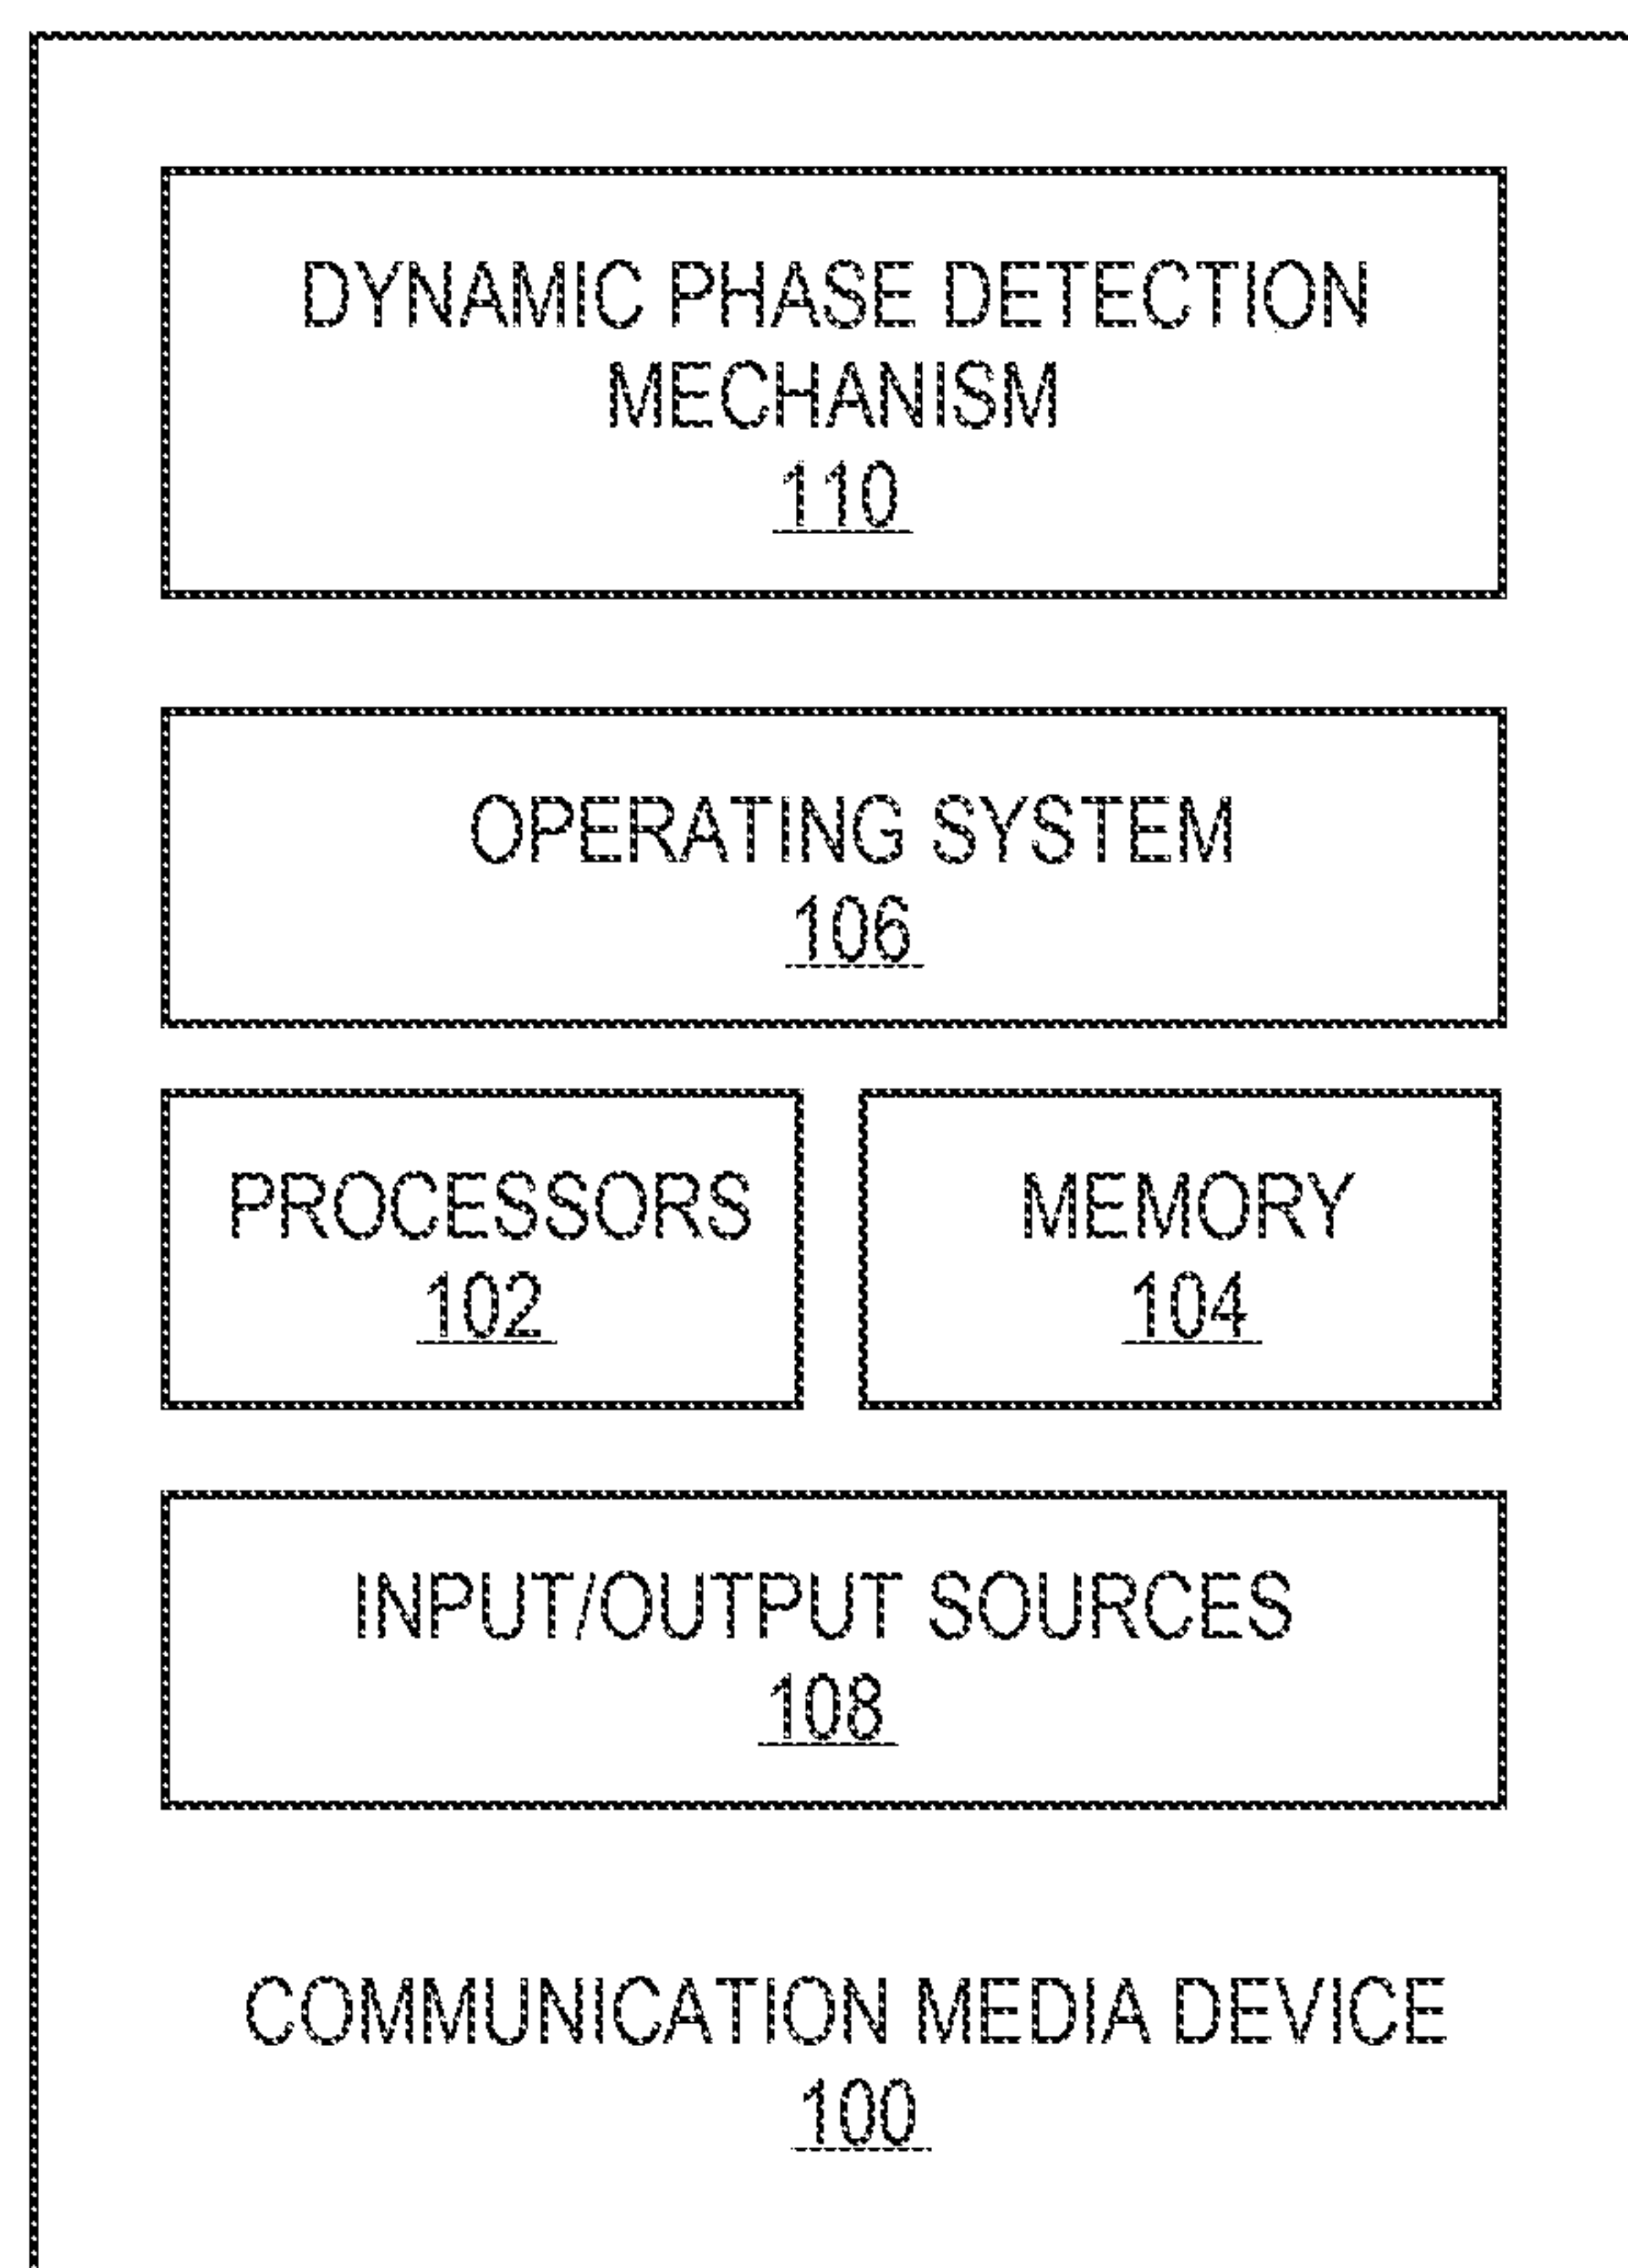 DYNAMIC PHASE DETECTION
MECHANISM
110
OPERATING SYSTEM
106
PROCESSORS
102
MEMORY
104
INPUT/OUTPUT SOURCES
108
COMMUNICATION MEDIA DEVICE
100